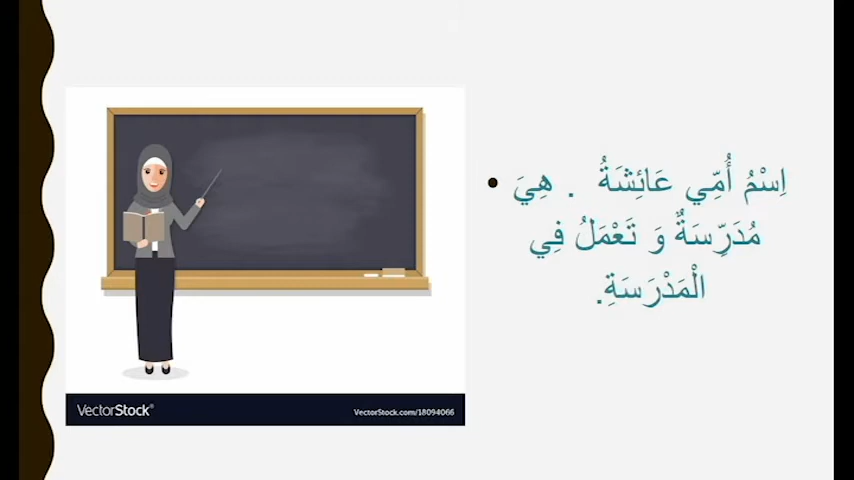 اِسْمُ أُمِّي عَائِشَةُ . هِيَ
مُدَرِّسَةٌ وَ تَعْمَلُ فِي
الْمَدْرَسَةِ.
VectorStock®
VectorStock.com/18094066